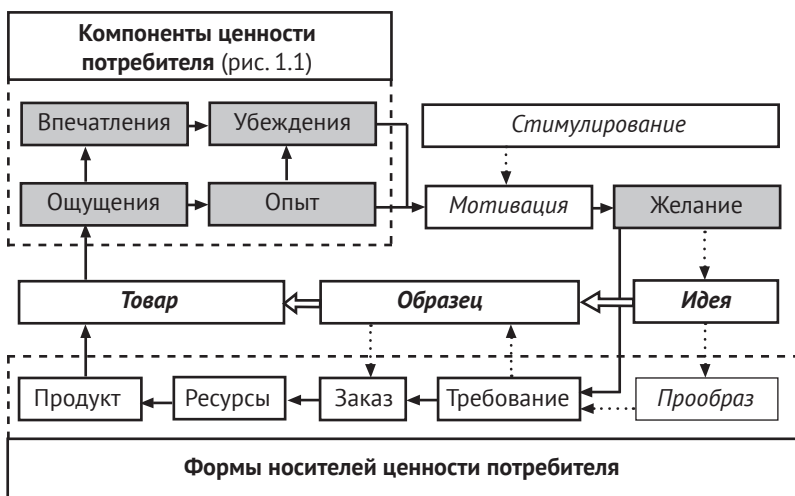 Компоненты ценности
потребителя (рис. 1.1)
Впечатления
Убеждения
Стимулирование
Ощущения
Опыт
Мотивация
Желание
Товар
Образец
Идея
Продукт
Ресурсы
Заказ
Требование
Прообраз
Формы носителей ценности потребителя